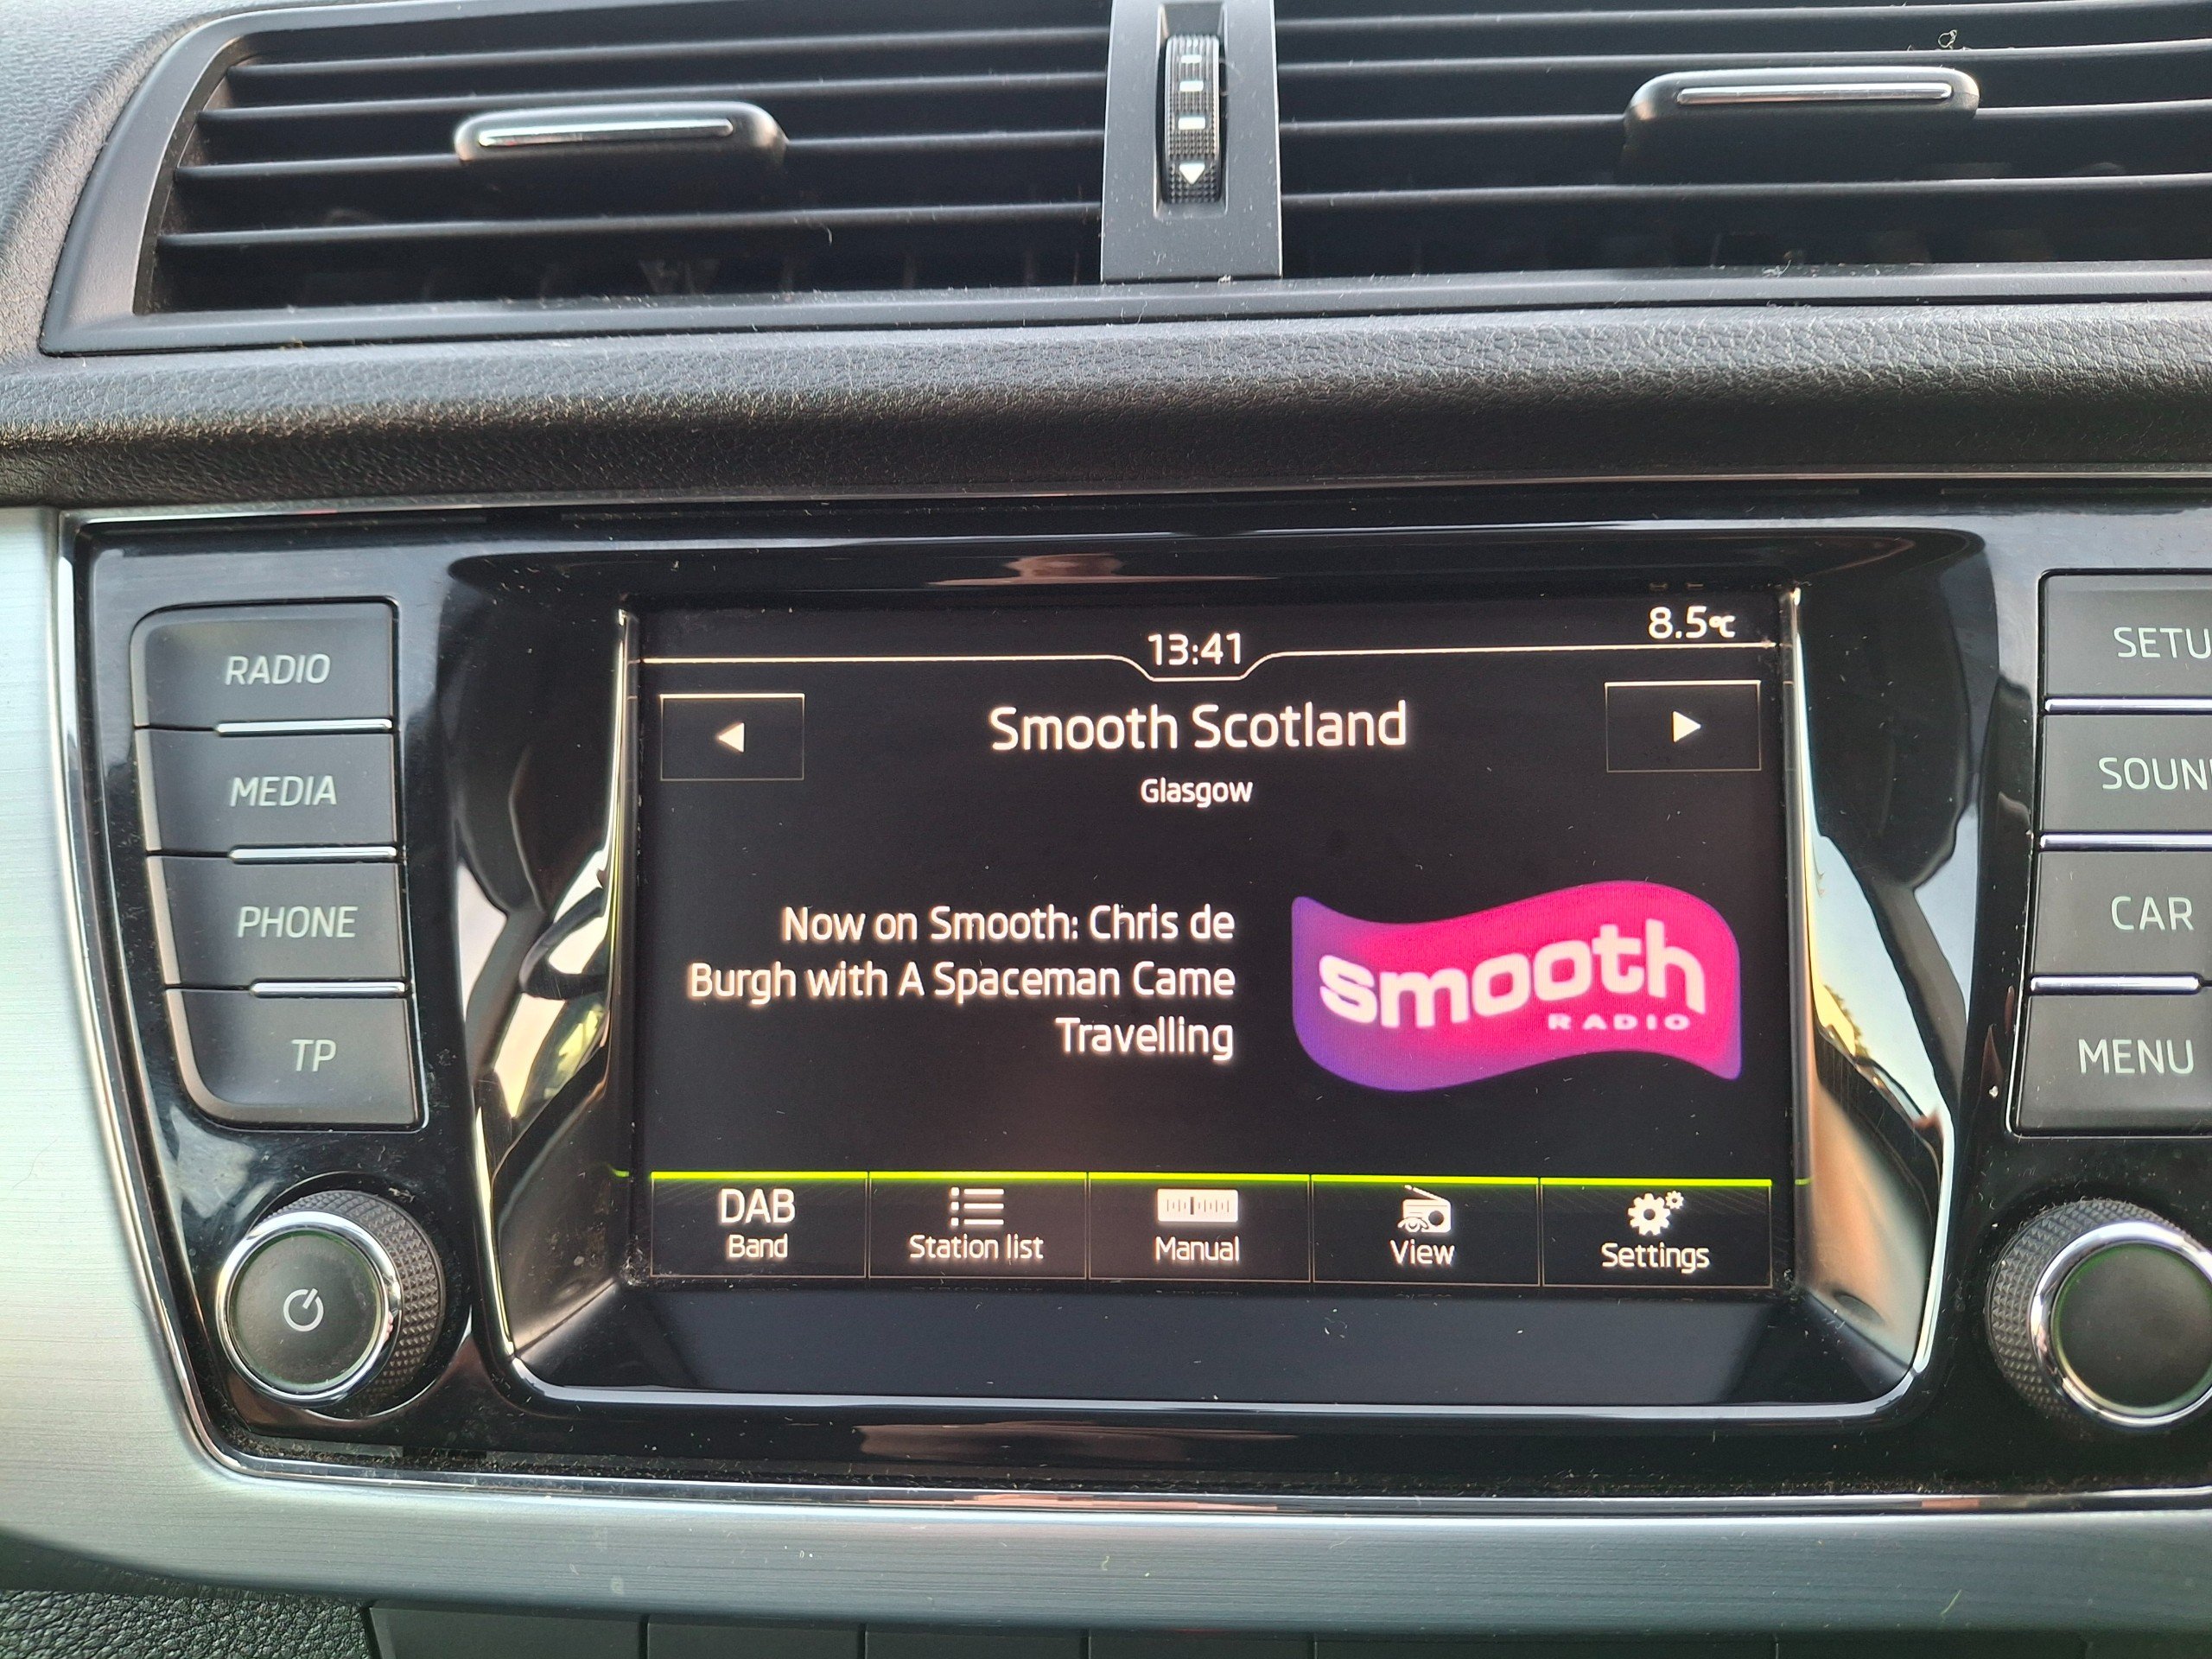 8.5°C
13:41
Smooth Scotland
Glasgow
RADIO
MEDIA
PHONE
TP
Now on Smooth: Chris de
Burgh with A Spaceman Came
Travelling
smooth
RADIO
SETU
SOUN
CAR
MENU
DAB
Band
Station list
Manual
View
Settings